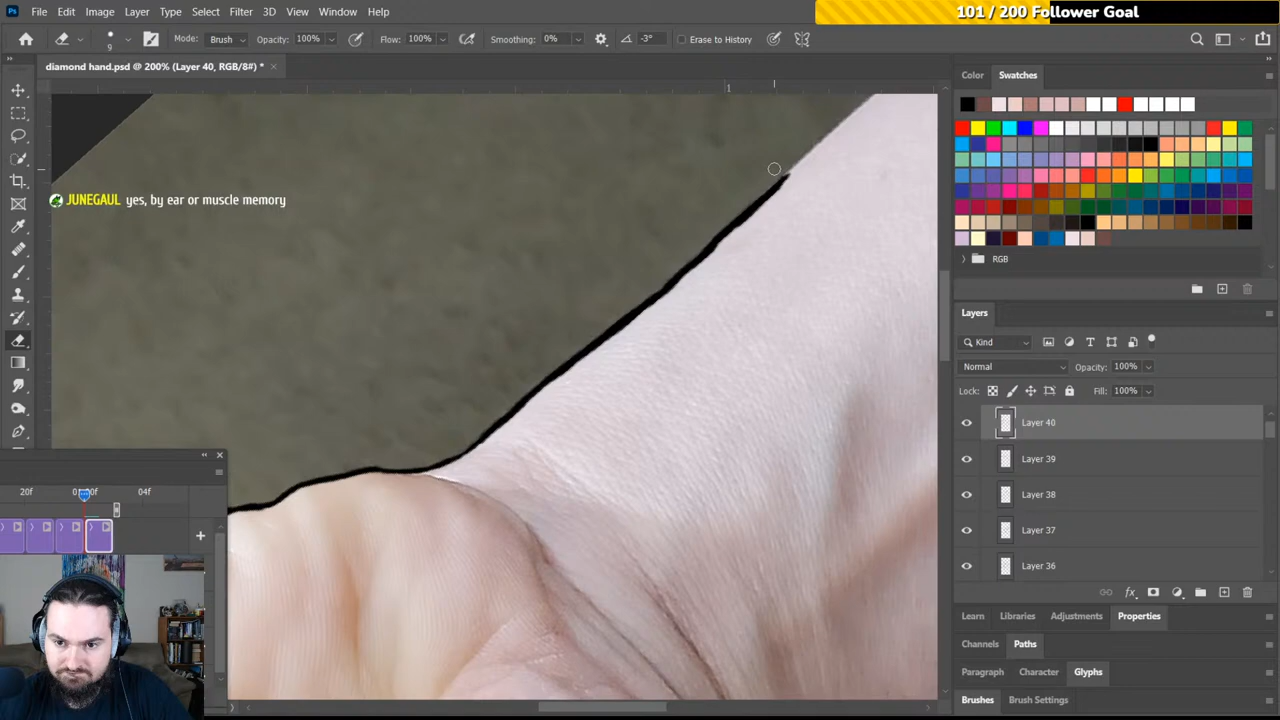 File Edit Image Layer Type Select Filter 3D View Window Help
101 / 200 Follower Goal
9 Mode: Brush Opacity: 100% Flow: 100% Smoothing: 0% -3° Erase to History
diamond hand.psd @ 200% (Layer 40, RGB/8#) *
1
JUNEGAUL yes, by ear or muscle memory
Color Swatches
RGB
Layers
Kind
Normal Opacity: 100%
Lock: Fill: 100%
Layer 40
Layer 39
Layer 38
Layer 37
Layer 36
20f 04f
Learn Libraries Adjustments Properties
Channels Paths
Paragraph Character Glyphs
Brushes Brush Settings